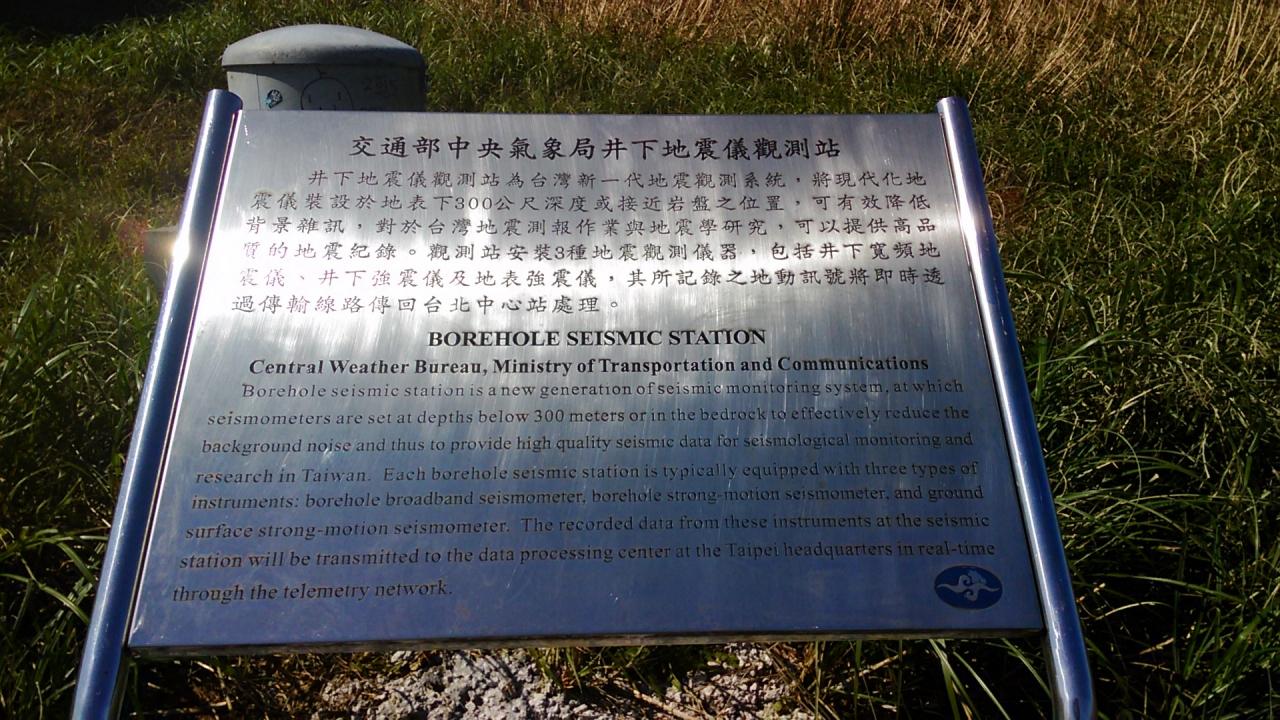 交通部中央氣象局井下地震儀觀測站
井下地震儀觀測站為台灣新一代地震觀測系統，將現代化地
震儀裝設於地表下300公尺深度或接近岩盤之位置，可有效降低
背景雜訊，對於台灣地震測報作業與地震學研究，可以提供高品
質的地震紀錄。觀測站安裝3種地震觀測儀器，包括井下寬頻地
震儀、井下強震儀及地表強震儀，其所記錄之地動訊號將即時透
過傳輸線路傳回台北中心站處理。
BOREHOLE SEISMIC STATION
Central Weather Bureau, Ministry of Transportation and Communications
Borehole seismic station is a new generation of seismic monitoring system, at which
seismometers are set at depths below 300 meters or in the bedrock to effectively reduce the
background noise and thus to provide high quality seismic data for seismological monitoring and
research in Taiwan. Each borehole seismic station is typically equipped with three types of
instruments: borehole broadband seismometer, borehole strong-motion seismometer, and ground
surface strong-motion seismometer. The recorded data from these instruments at the seismic
station will be transmitted to the data processing center at the Taipei headquarters in real-time
through the telemetry network.